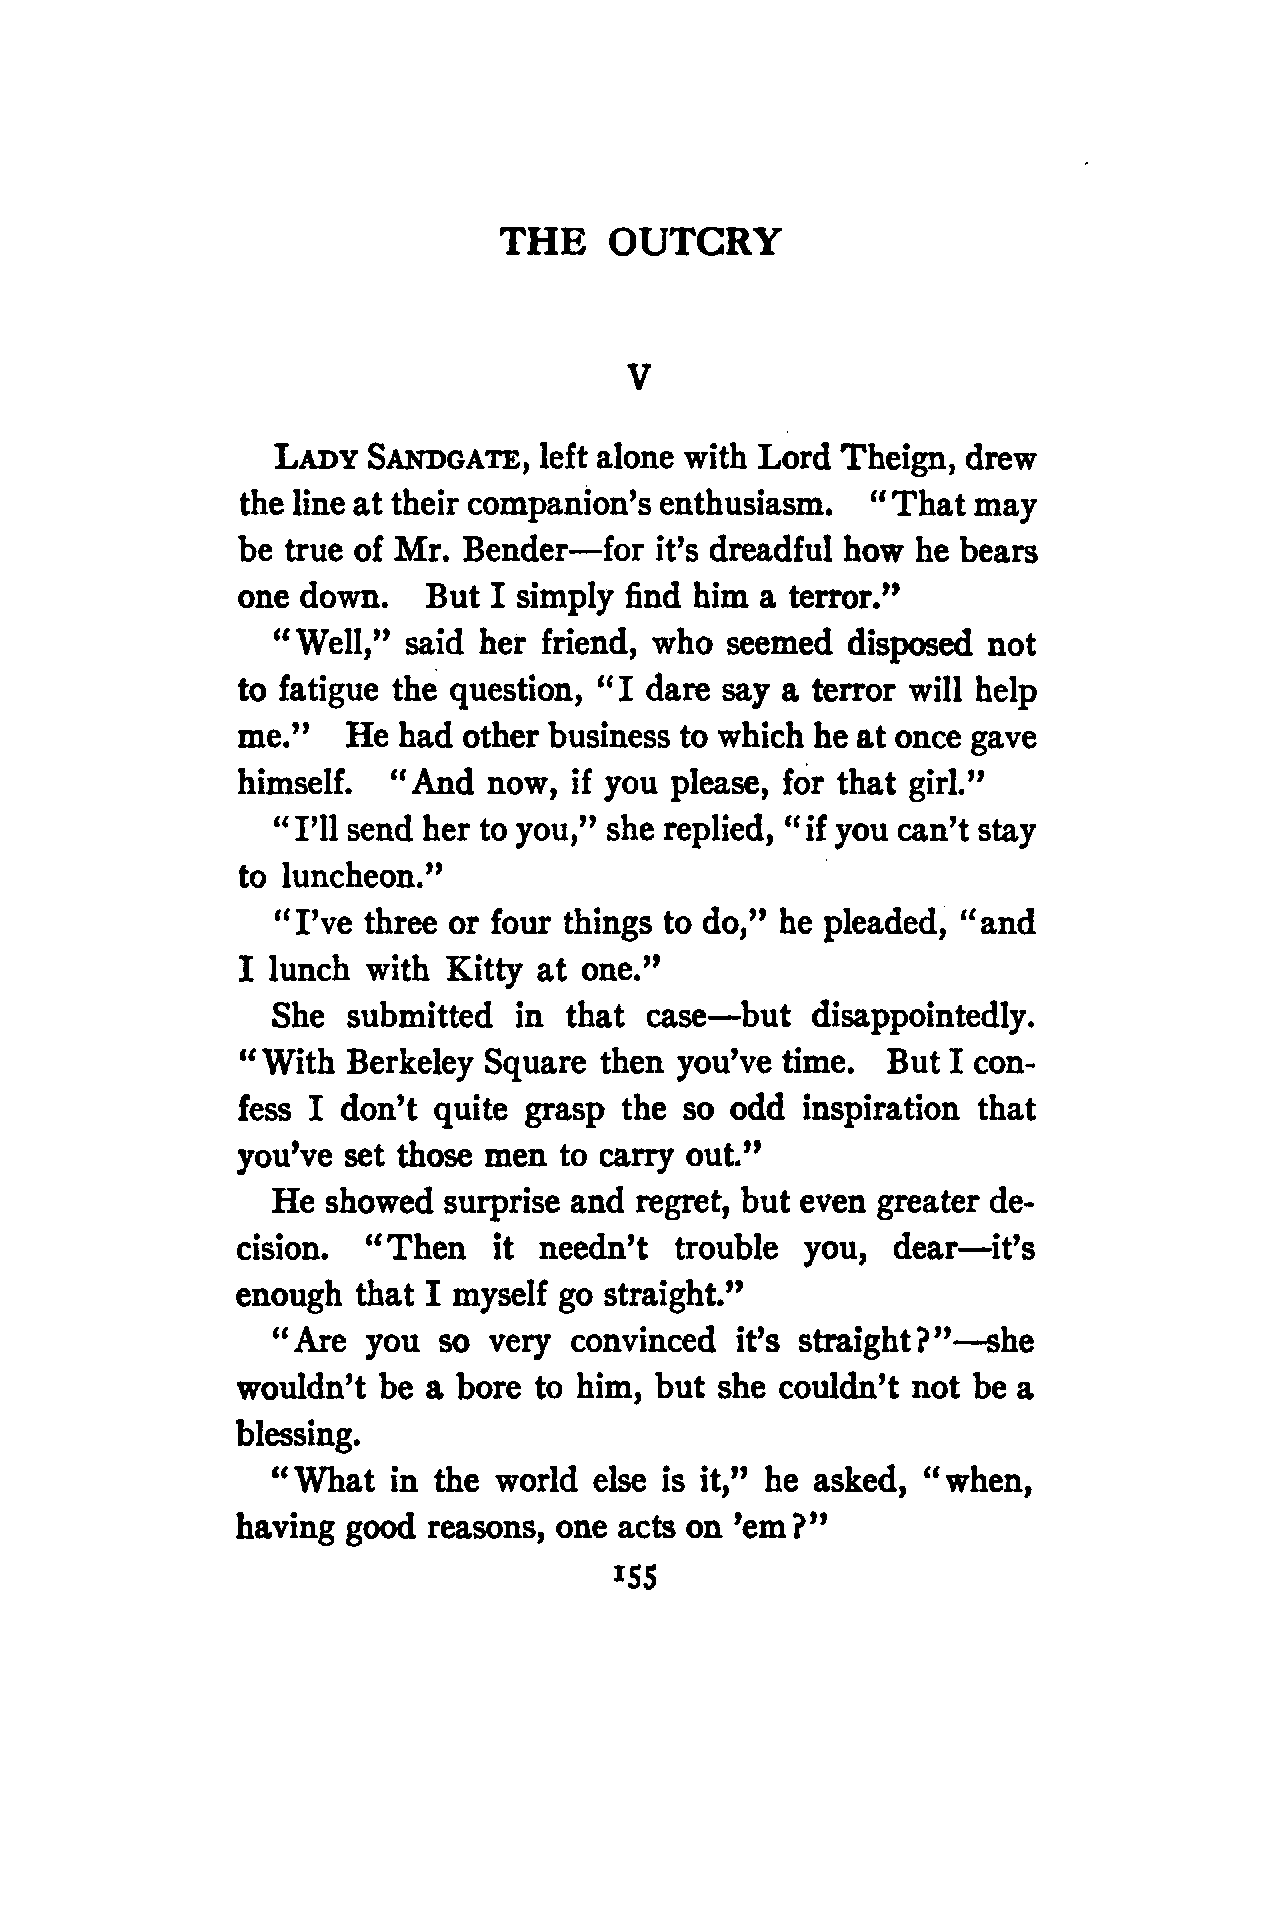 THE OUTCRY
V
LADY SANDGATE, left alone with Lord Theign, drew
the line at their companion's enthusiasm. "That may
be true of Mr. Bender—for it's dreadful how he bears
one down. But I simply find him a terror."
"Well," said her friend, who seemed disposed not
to fatigue the question, "I dare say a terror will help
me." He had other business to which he at once gave
himself. "And now, if you please, for that girl."
"I'll send her to you," she replied, "if you can't stay
to luncheon."
"I've three or four things to do," he pleaded, "and
I lunch with Kitty at one."
She submitted in that case—but disappointedly.
"With Berkeley Square then you've time. But I con-
fess I don't quite grasp the so odd inspiration that
you've set those men to carry out."
He showed surprise and regret, but even greater de-
cision. "Then it needn't trouble you, dear—it's
enough that I myself go straight."
"Are you so very convinced it's straight?"—she
wouldn't be a bore to him, but she couldn't not be a
blessing.
"What in the world else is it," he asked, "when,
having good reasons, one acts on 'em?"
155